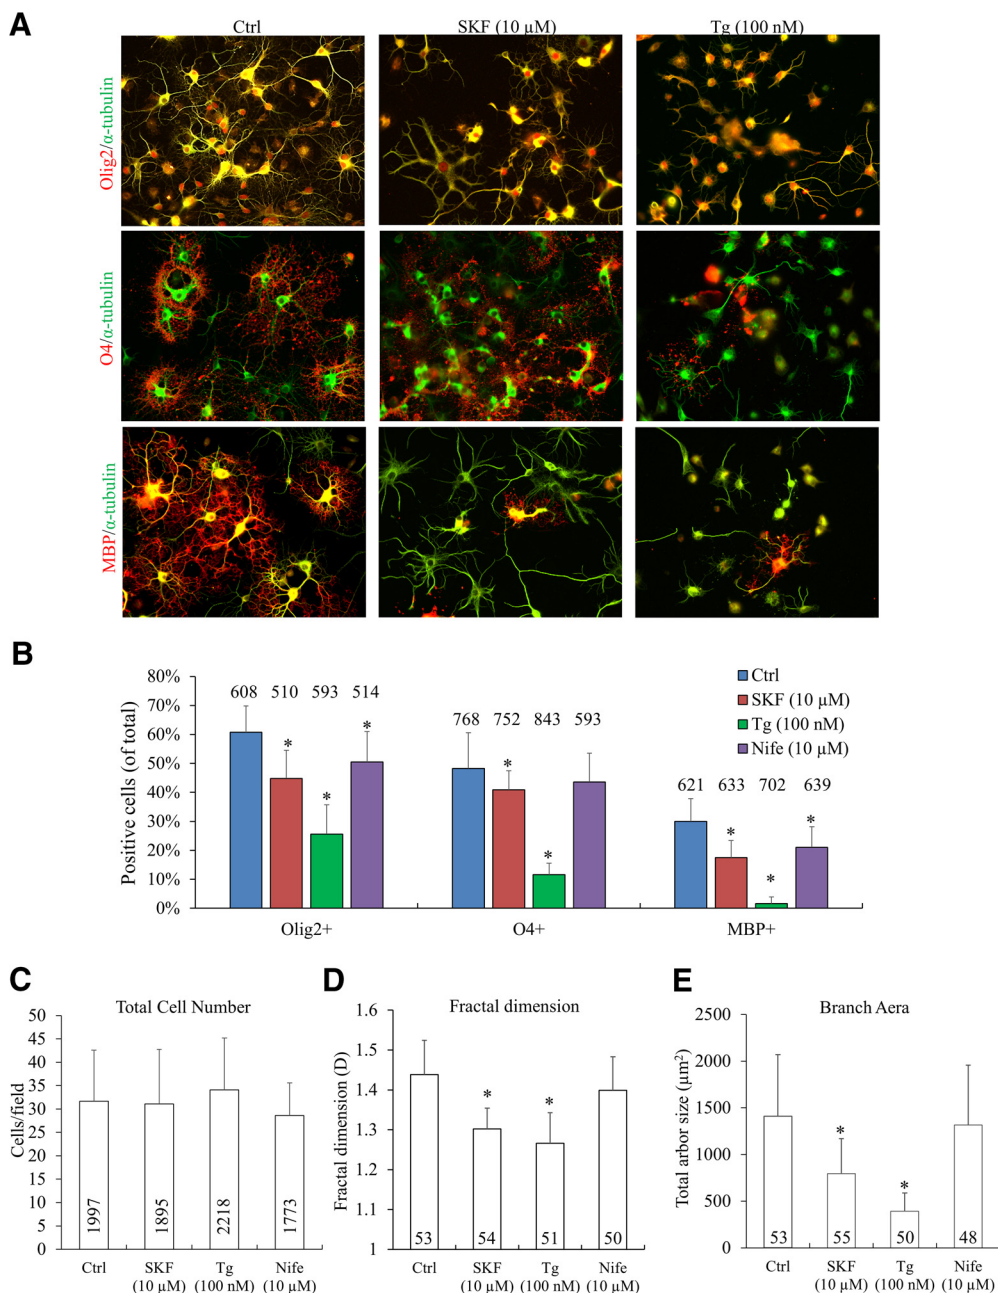 A
Ctrl
SKF (10 µM)
Tg (100 nM)
Olig2/α-tubulin
O4/α-tubulin
MBP/α-tubulin
B
Positive cells (of total)
80%
70%
60%
50%
40%
30%
20%
10%
0%
608 510 593 514
* * *
768 752 843 593
* *
621 633 702 639
* * *
Ctrl
SKF (10 µM)
Tg (100 nM)
Nife (10 µM)
Olig2+ O4+ MBP+
C
Total Cell Number
Cells/field
50
45
40
35
30
25
20
15
10
5
0
1997 1895 2218 1773
Ctrl SKF Tg Nife
(10 µM) (100 nM) (10 µM)
D
Fractal dimension
Fractal dimension (D)
1.6
1.5
1.4
1.3
1.2
1.1
1
* *
53 54 51 50
Ctrl SKF Tg Nife
(10 µM) (100 nM) (10 µM)
E
Branch Aera
Total arbor size (µm²)
2500
2000
1500
1000
500
0
* *
53 55 50 48
Ctrl SKF Tg Nife
(10 µM) (100 nM) (10 µM)